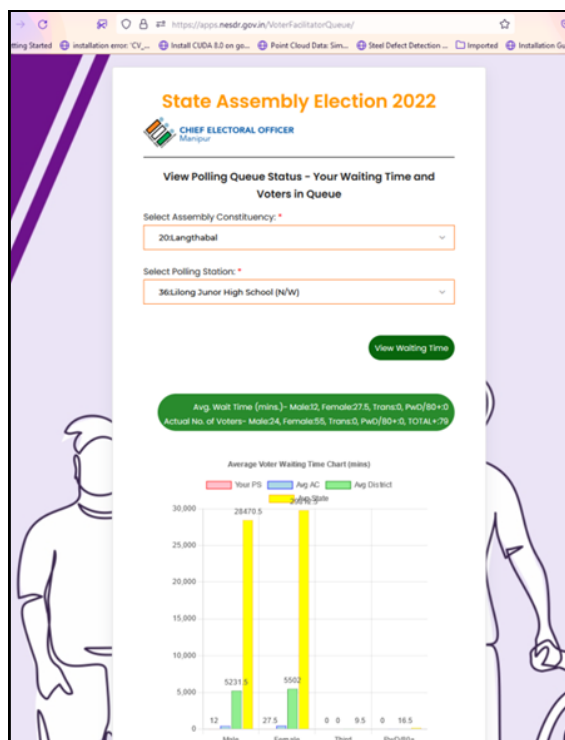 https://apps.nesdr.gov.in/VoterFacilitatorQueue/
tting Started installation error: 'CV_... Install CUDA 8.0 on go... Point Cloud Data: Sim... Steel Defect Detection ... Imported Installation Gu
State Assembly Election 2022
CHIEF ELECTORAL OFFICER
Manipur
View Polling Queue Status - Your Waiting Time and
Voters in Queue
Select Assembly Constituency: *
20:Langthabal
Select Polling Station: *
36:Lilong Junor High School (N/W)
View Waiting Time
Avg. Wait Time (mins.)- Male:12, Female:27.5, Trans:0, PwD/80+:0
Actual No. of Voters- Male:24, Female:55, Trans:0, PwD/80+:0, TOTAL+:79
Average Voter Waiting Time Chart (mins)
Your PS Avg AC Avg District
Avg State
30,000
28470.5
25,000
20,000
15,000
10,000
5231.5 5502
5,000
12 27.5 0 0 9.5 0 16.5
0
Male Female Third PwD/80+